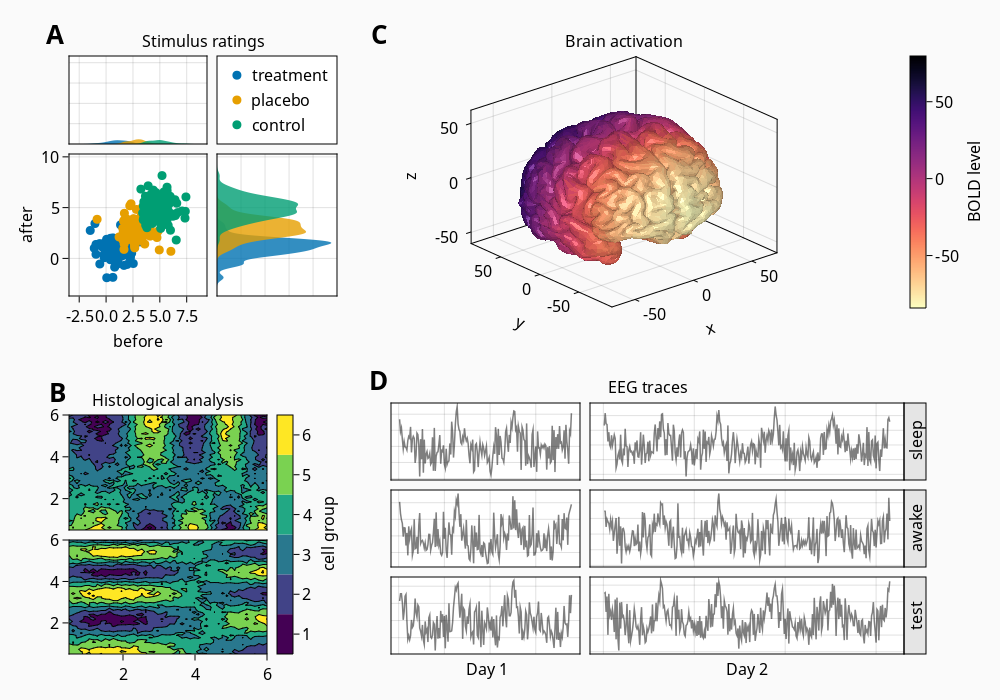 A
Stimulus ratings
treatment
placebo
control
10
5
0
after
-2.5 0.0 2.5 5.0 7.5
before
C
Brain activation
50
0
-50
z
50
0
-50
y
-50
0
50
x
50
0
-50
BOLD level
B
Histological analysis
6
4
2
6
4
2
2 4 6
6
5
4
3
2
1
cell group
D
EEG traces
sleep
awake
test
Day 1
Day 2